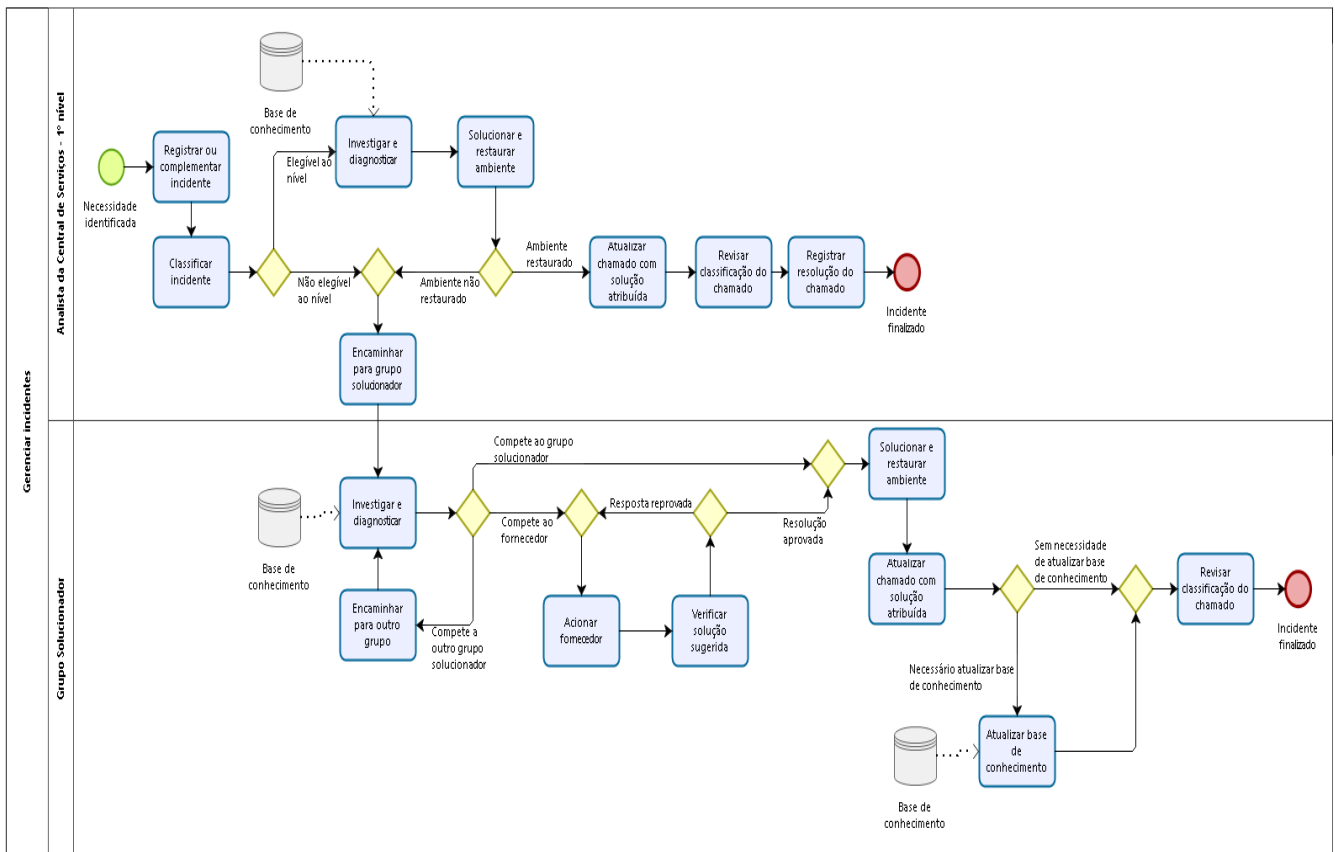 Gerenciar incidentes
Analista da Central de Serviços - 1º nível
Base de
conhecimento
Necessidade
identificada
Registrar ou
complementar
incidente
Classificar
incidente
Elegível ao
nível
Investigar e
diagnosticar
Solucionar e
restaurar
ambiente
Não elegível
ao nível
Ambiente não
restaurado
Ambiente
restaurado
Atualizar
chamado com
solução
atribuída
Revisar
classificação do
chamado
Registrar
resolução do
chamado
Incidente
finalizado
Encaminhar
para grupo
solucionador
Grupo Solucionador
Base de
conhecimento
Investigar e
diagnosticar
Encaminhar
para outro
grupo
Compete ao grupo
solucionador
Compete ao
fornecedor
Compete a
outro grupo
solucionador
Acionar
fornecedor
Verificar
solução
sugerida
Resposta reprovada
Resolução
aprovada
Solucionar e
restaurar
ambiente
Atualizar
chamado com
solução
atribuída
Sem necessidade
de atualizar base
de conhecimento
Necessário atualizar base
de conhecimento
Base de
conhecimento
Atualizar base
de
conhecimento
Revisar
classificação do
chamado
Incidente
finalizado